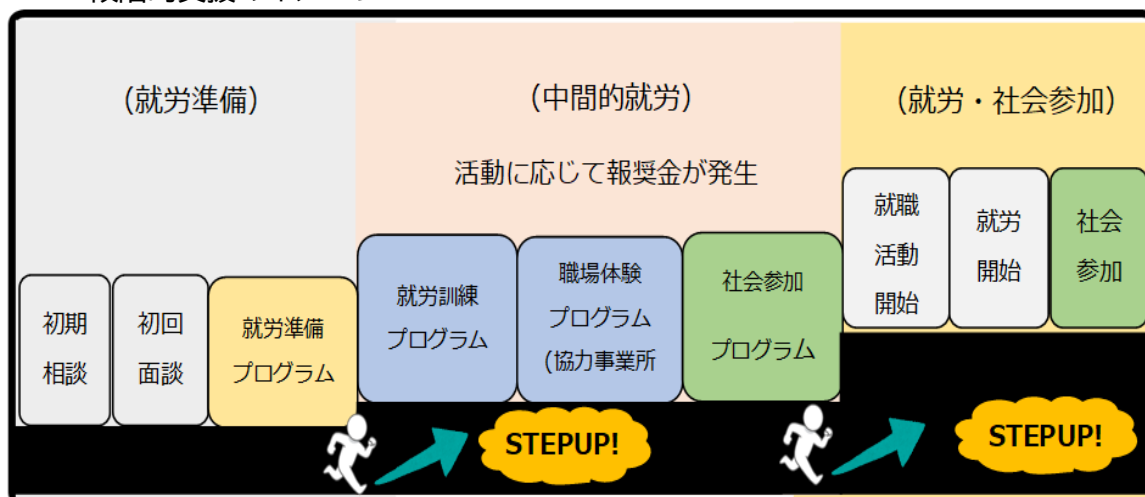 (就労準備)
(中間的就労)
活動に応じて報奨金が発生
(就労・社会参加)
初期
相談
初回
面談
就労準備
プログラム
就労訓練
プログラム
職場体験
プログラム
(協力事業所
社会参加
プログラム
就職
活動
開始
就労
開始
社会
参加
STEPUP!
STEPUP!